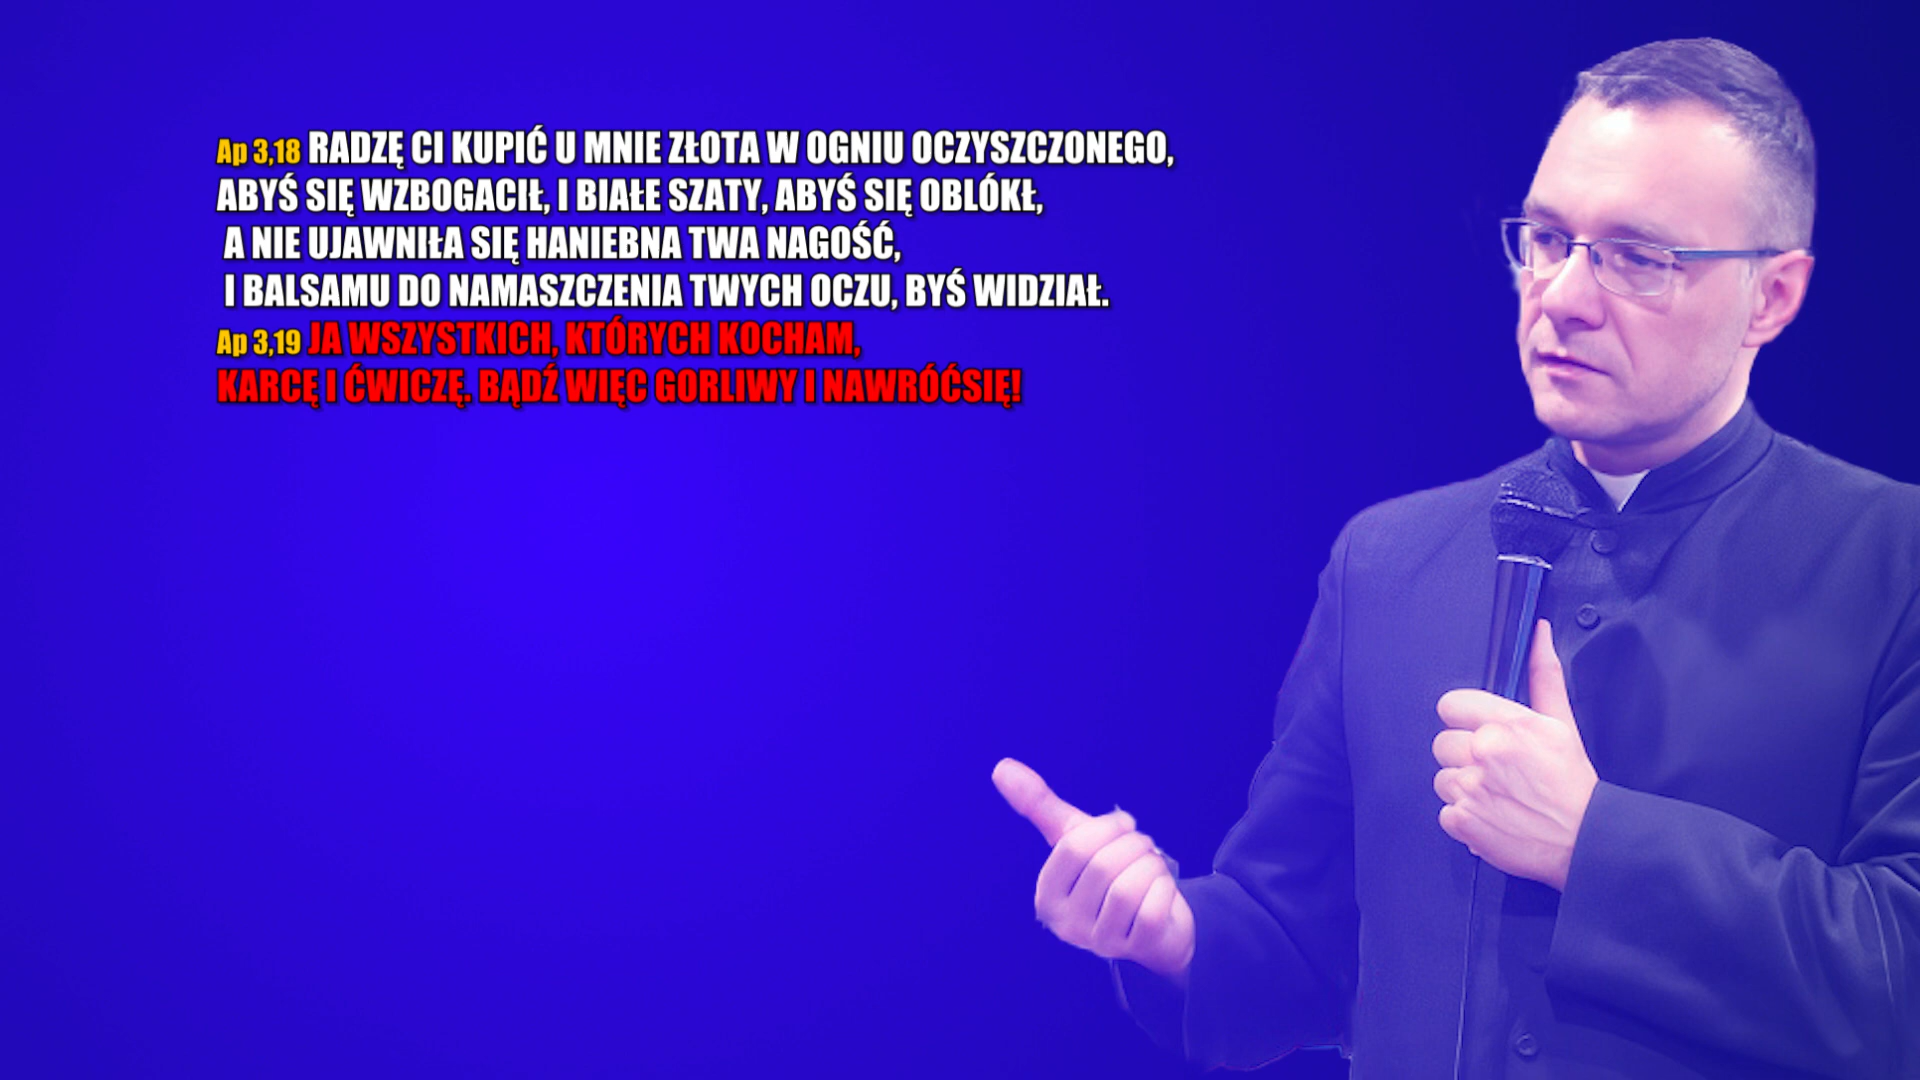 Ap 3,18 RADZĘ CI KUPIĆ U MNIE ZŁOTA W OGNIU OCZYSZCZONEGO,
ABYŚ SIĘ WZBOGACIŁ, I BIAŁE SZATY, ABYŚ SIĘ OBLÓKŁ,
A NIE UJAWNIŁA SIĘ HANIEBNA TWA NAGOŚĆ,
I BALSAMU DO NAMASZCZENIA TWYCH OCZU, BYŚ WIDZIAŁ.
Ap 3,19 JA WSZYSTKICH, KTÓRYCH KOCHAM,
KARCĘ I ĆWICZĘ. BĄDŹ WIĘC GORLIWY I NAWRÓĆSIĘ!